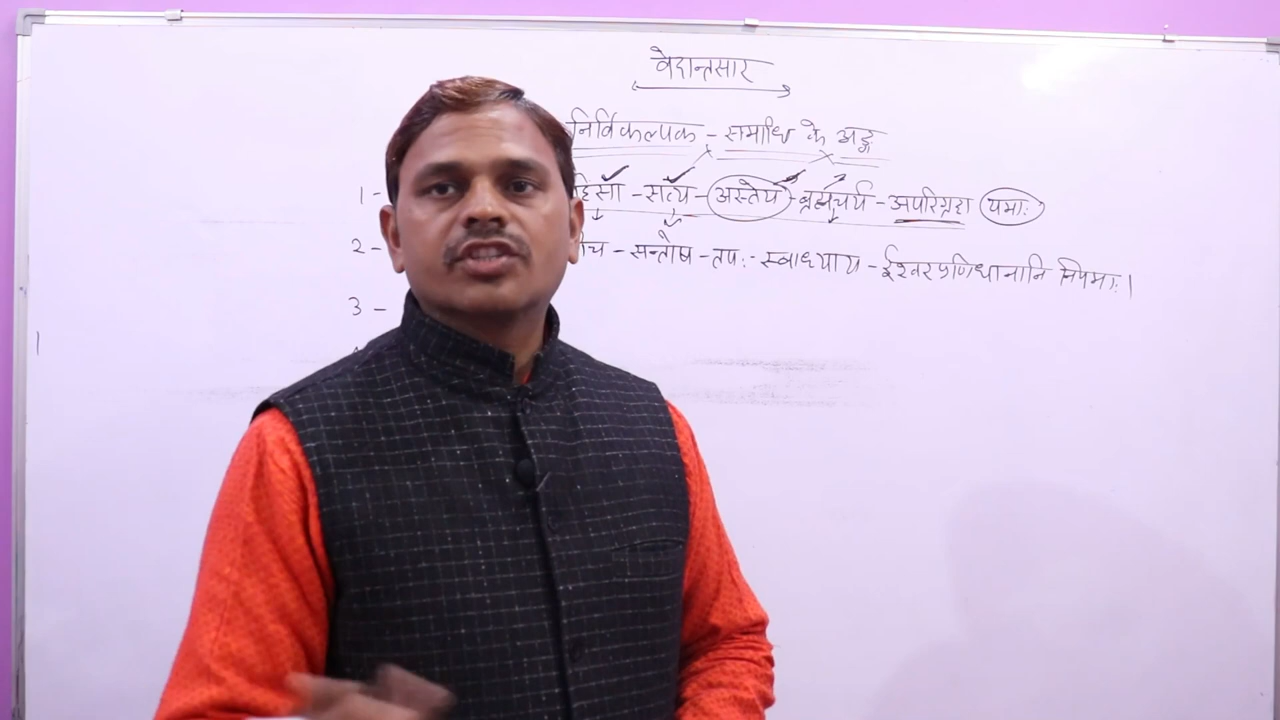 वेदान्तसार
निर्विकल्पक - समाधि के अङ्ग
1 - हिंसा - सत्य - अस्तेय - ब्रह्मचर्य - अपरिग्रहा यमाः
2 - च - सन्तोष - तपः - स्वाध्याय - ईश्वरप्रणिधानानि नियमाः।
3 -